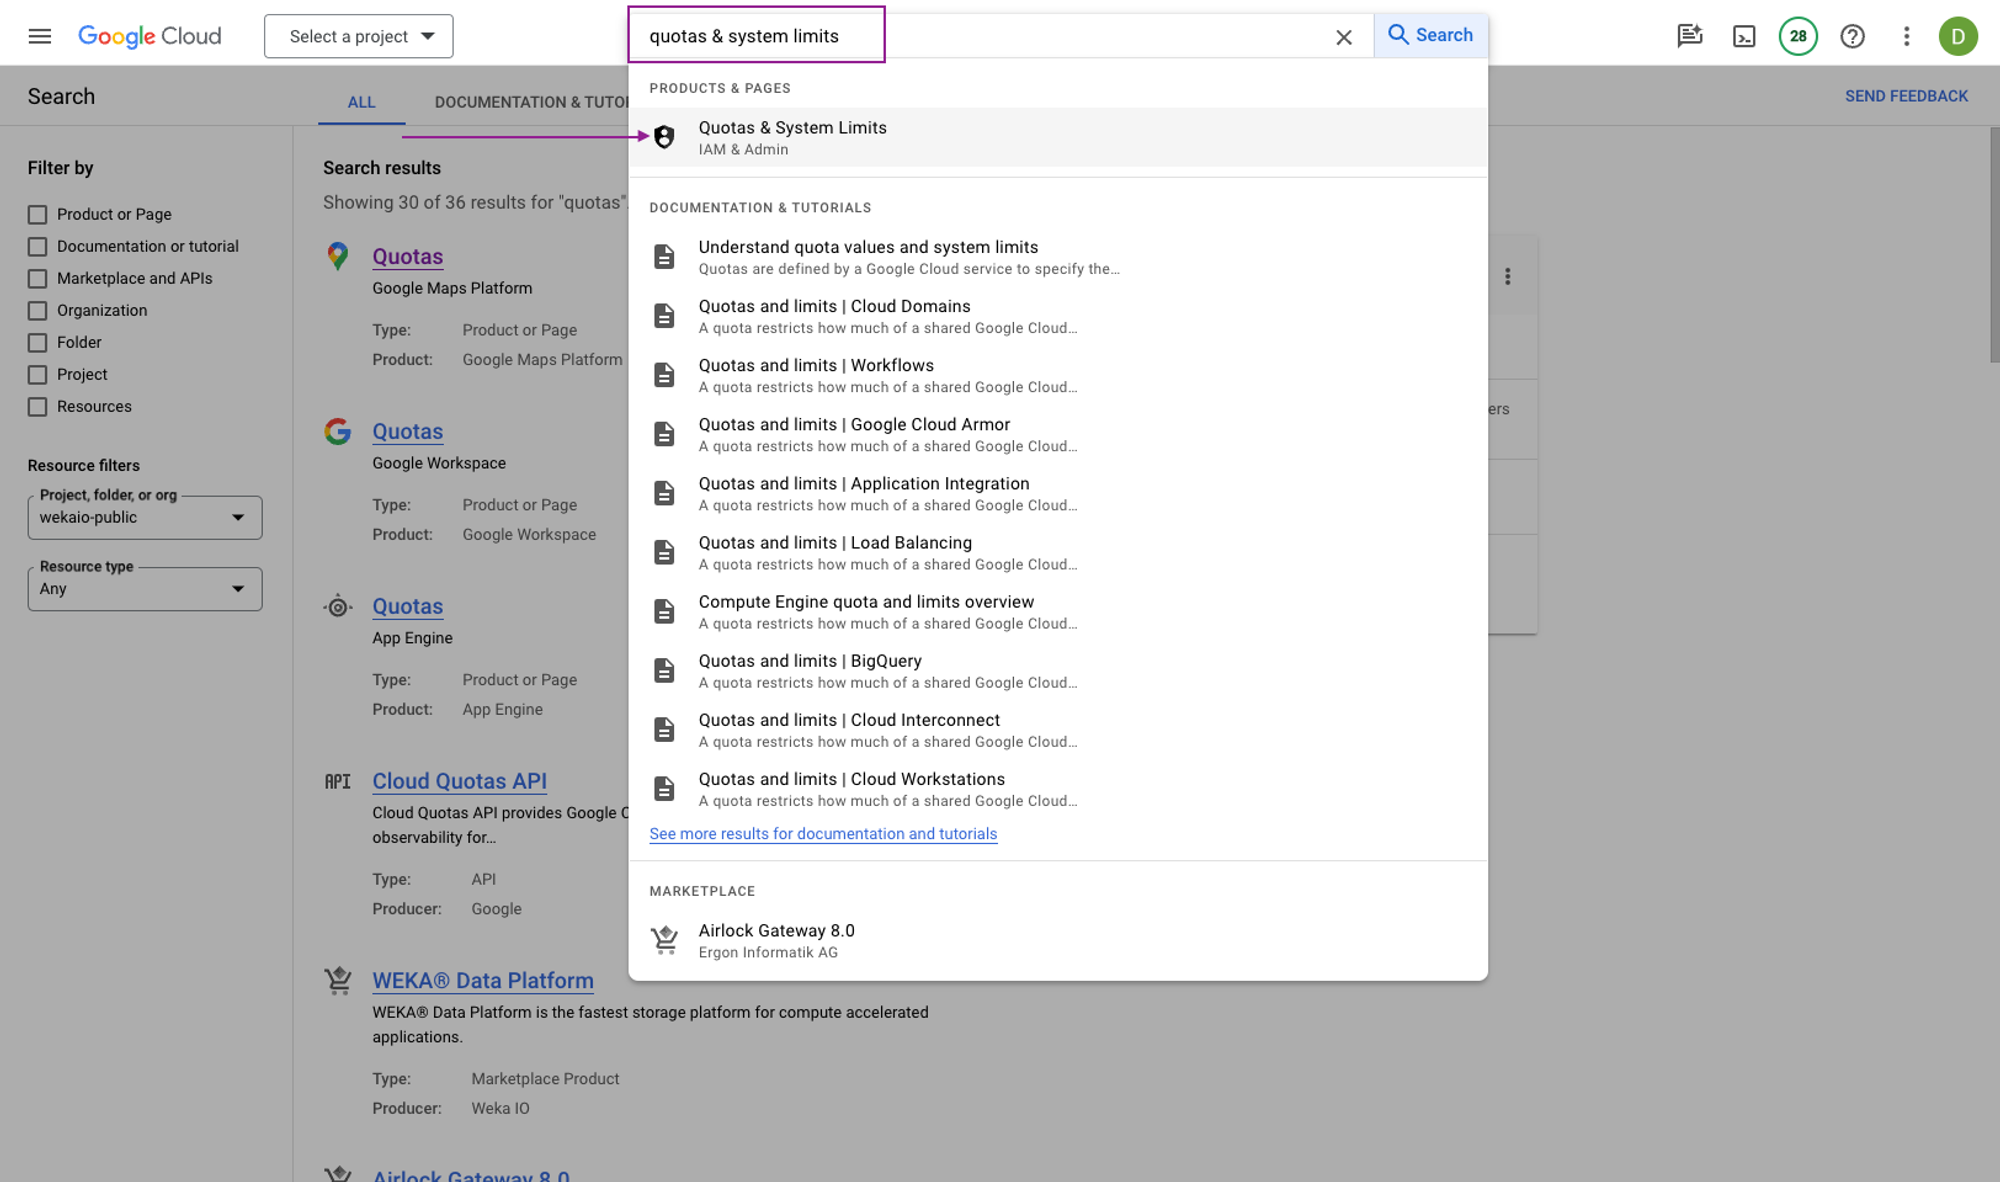 Google Cloud
Select a project
quotas & system limits
Search
28
D
Search
ALL
DOCUMENTATION & TUTOR
SEND FEEDBACK
Filter by
Product or Page
Documentation or tutorial
Marketplace and APIs
Organization
Folder
Project
Resources
Resource filters
Project, folder, or org
wekaio-public
Resource type
Any
Search results
Showing 30 of 36 results for "quotas".
Quotas
Google Maps Platform
Type: Product or Page
Product: Google Maps Platform
Quotas
Google Workspace
Type: Product or Page
Product: Google Workspace
Quotas
App Engine
Type: Product or Page
Product: App Engine
API
Cloud Quotas API
Cloud Quotas API provides Google C
observability for…
Type: API
Producer: Google
WEKA® Data Platform
WEKA® Data Platform is the fastest storage platform for compute accelerated
applications.
Type: Marketplace Product
Producer: Weka IO
Airlock Gateway 8.0
PRODUCTS & PAGES
Quotas & System Limits
IAM & Admin
DOCUMENTATION & TUTORIALS
Understand quota values and system limits
Quotas are defined by a Google Cloud service to specify the…
Quotas and limits | Cloud Domains
A quota restricts how much of a shared Google Cloud…
Quotas and limits | Workflows
A quota restricts how much of a shared Google Cloud…
Quotas and limits | Google Cloud Armor
A quota restricts how much of a shared Google Cloud…
Quotas and limits | Application Integration
A quota restricts how much of a shared Google Cloud…
Quotas and limits | Load Balancing
A quota restricts how much of a shared Google Cloud…
Compute Engine quota and limits overview
A quota restricts how much of a shared Google Cloud…
Quotas and limits | BigQuery
A quota restricts how much of a shared Google Cloud…
Quotas and limits | Cloud Interconnect
A quota restricts how much of a shared Google Cloud…
Quotas and limits | Cloud Workstations
A quota restricts how much of a shared Google Cloud…
See more results for documentation and tutorials
MARKETPLACE
Airlock Gateway 8.0
Ergon Informatik AG
ers